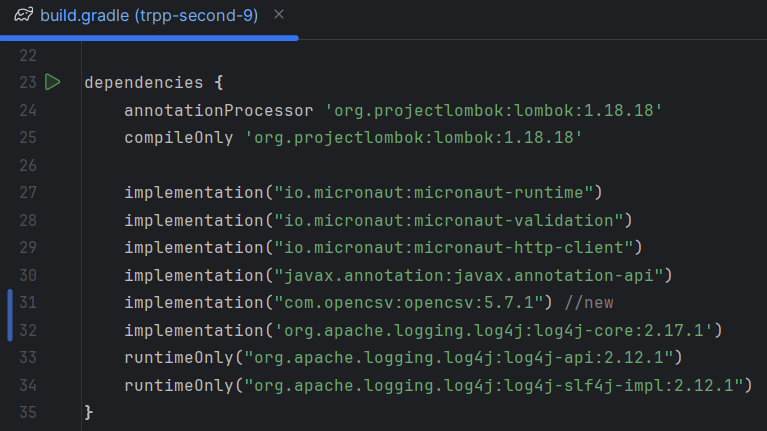 build.gradle (trpp-second-9)
22
23 dependencies {
24 annotationProcessor 'org.projectlombok:lombok:1.18.18'
25 compileOnly 'org.projectlombok:lombok:1.18.18'
26
27 implementation("io.micronaut:micronaut-runtime")
28 implementation("io.micronaut:micronaut-validation")
29 implementation("io.micronaut:micronaut-http-client")
30 implementation("javax.annotation:javax.annotation-api")
31 implementation("com.opencsv:opencsv:5.7.1") //new
32 implementation('org.apache.logging.log4j:log4j-core:2.17.1')
33 runtimeOnly("org.apache.logging.log4j:log4j-api:2.12.1")
34 runtimeOnly("org.apache.logging.log4j:log4j-slf4j-impl:2.12.1")
35 }